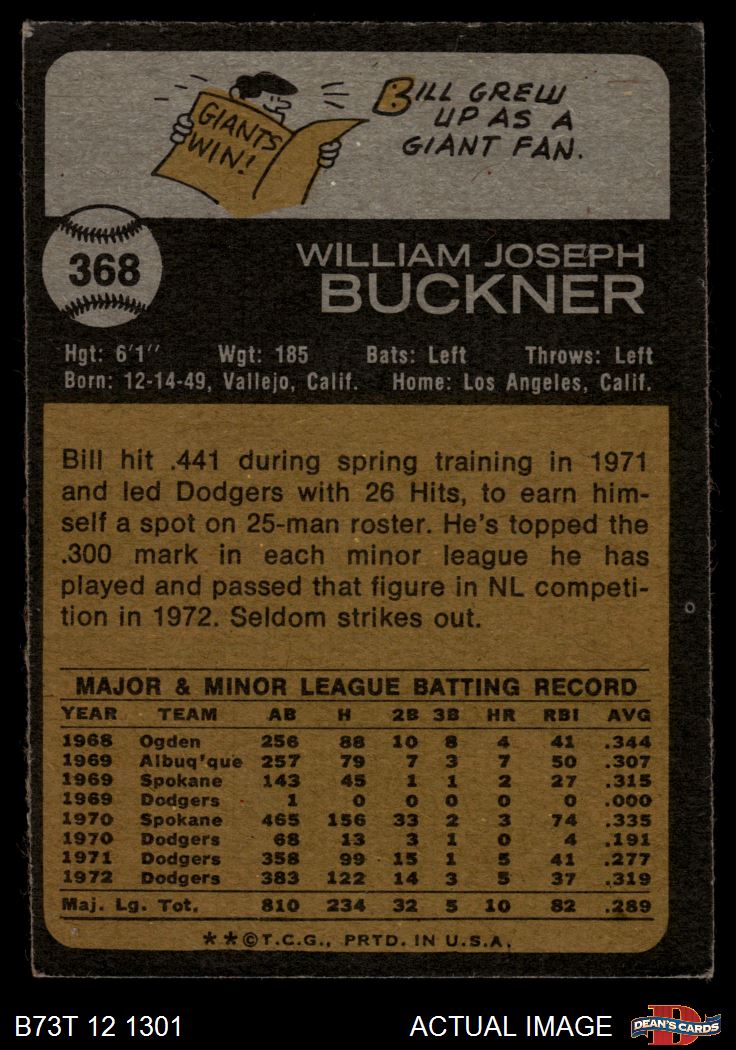 GIANTS
WIN!
BILL GREW
UP AS A
GIANT FAN.
368
WILLIAM JOSEPH
BUCKNER
Hgt: 6'1" Wgt: 185 Bats: Left Throws: Left
Born: 12-14-49, Vallejo, Calif. Home: Los Angeles, Calif.
Bill hit .441 during spring training in 1971
and led Dodgers with 26 Hits, to earn him-
self a spot on 25-man roster. He's topped the
.300 mark in each minor league he has
played and passed that figure in NL competi-
tion in 1972. Seldom strikes out.
MAJOR & MINOR LEAGUE BATTING RECORD
YEAR TEAM AB H 2B 3B HR RBI AVG
1968 Ogden 256 88 10 8 4 41 .344
1969 Albuq'que 257 79 7 3 7 50 .307
1969 Spokane 143 45 1 1 2 27 .315
1969 Dodgers 1 0 0 0 0 0 .000
1970 Spokane 465 156 33 2 3 74 .335
1970 Dodgers 68 13 3 1 0 4 .191
1971 Dodgers 358 99 15 1 5 41 .277
1972 Dodgers 383 122 14 3 5 37 .319
Maj. Lg. Tot. 810 234 32 5 10 82 .289
**©T.C.G., PRTD. IN U.S.A.
B73T 12 1301 ACTUAL IMAGE DEAN'S CARDS